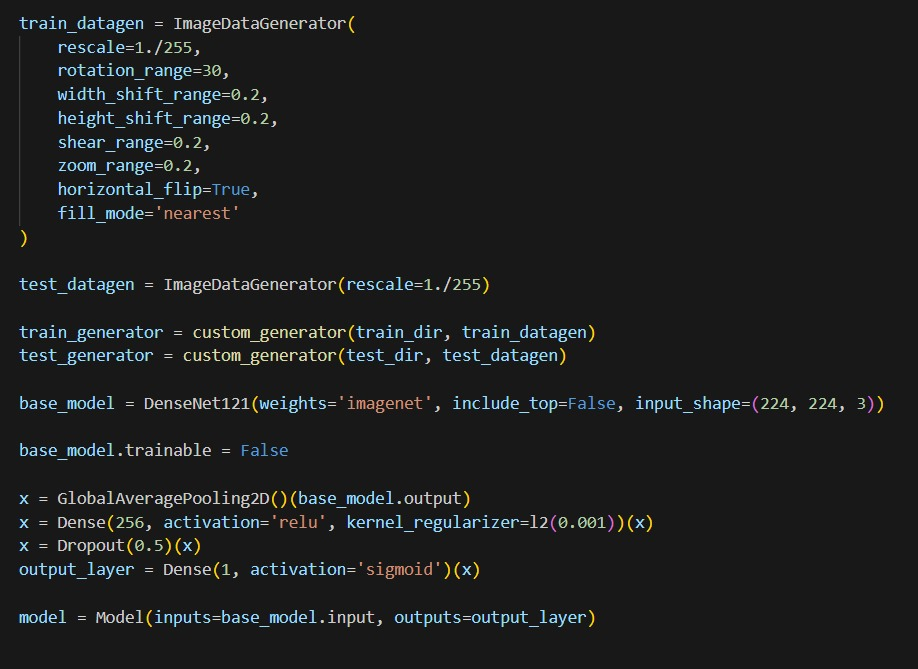 train_datagen = ImageDataGenerator(
    rescale=1./255,
    rotation_range=30,
    width_shift_range=0.2,
    height_shift_range=0.2,
    shear_range=0.2,
    zoom_range=0.2,
    horizontal_flip=True,
    fill_mode='nearest'
)
test_datagen = ImageDataGenerator(rescale=1./255)
train_generator = custom_generator(train_dir, train_datagen)
test_generator = custom_generator(test_dir, test_datagen)
base_model = DenseNet121(weights='imagenet', include_top=False, input_shape=(224, 224, 3))
base_model.trainable = False
x = GlobalAveragePooling2D()(base_model.output)
x = Dense(256, activation='relu', kernel_regularizer=l2(0.001))(x)
x = Dropout(0.5)(x)
output_layer = Dense(1, activation='sigmoid')(x)
model = Model(inputs=base_model.input, outputs=output_layer)